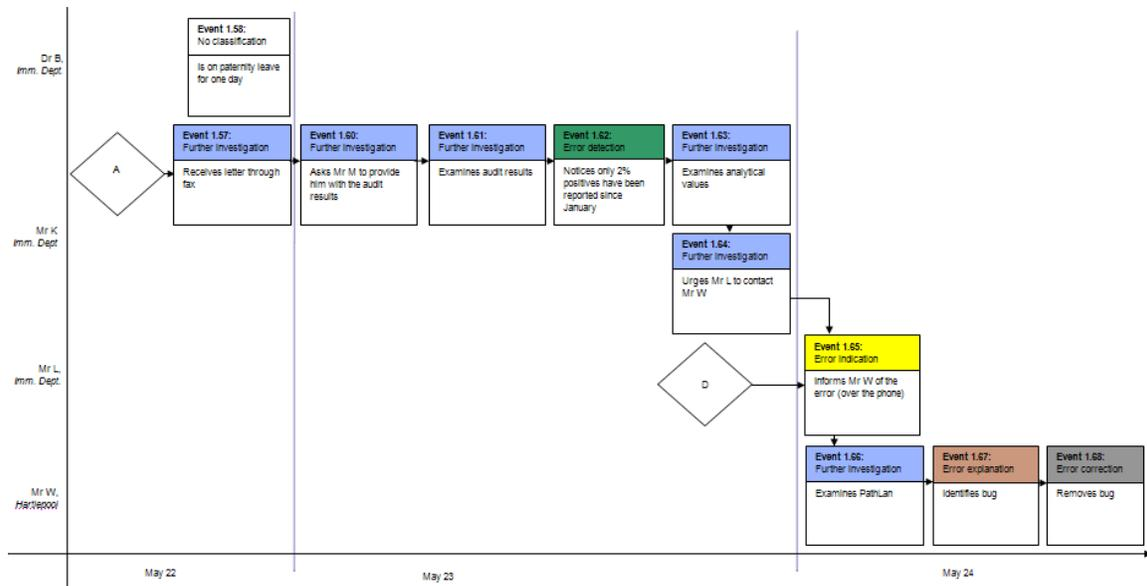 Dr B,
Imm. Dept
Event 1.58:
No classification
Is on paternity leave
for one day
A
Event 1.57:
Further Investigation
Receives letter through
fax
Event 1.60:
Further Investigation
Asks Mr M to provide
him with the audit
results
Event 1.61:
Further Investigation
Examines audit results
Event 1.62:
Error detection
Notices only 2%
positives have been
reported since
January
Event 1.63:
Further Investigation
Examines analytical
values
Mr K
Imm. Dept
Event 1.64:
Further Investigation
Urges Mr L to contact
Mr W
Mr L,
Imm. Dept.
D
Event 1.65:
Error Indication
Informs Mr W of the
error (over the phone)
Mr W,
Hartlepool
Event 1.66:
Further Investigation
Examines PathLan
Event 1.67:
Error explanation
Identifies bug
Event 1.68:
Error correction
Removes bug
May 22
May 23
May 24